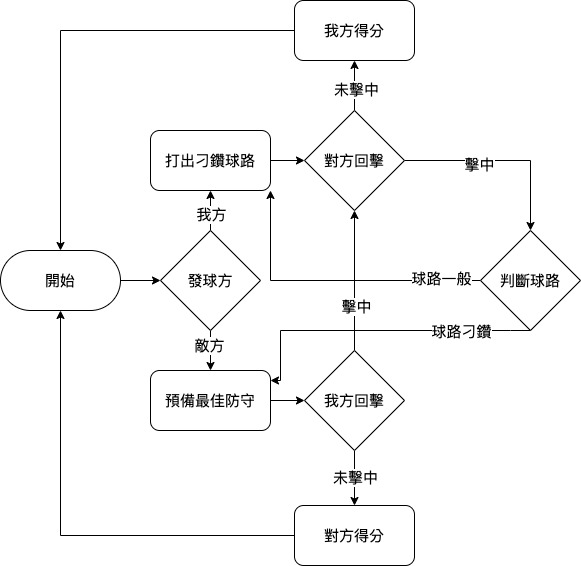 我方得分
未擊中
打出刁鑽球路
對方回擊
擊中
我方
開始
發球方
球路一般
判斷球路
擊中
球路刁鑽
敵方
預備最佳防守
我方回擊
未擊中
對方得分